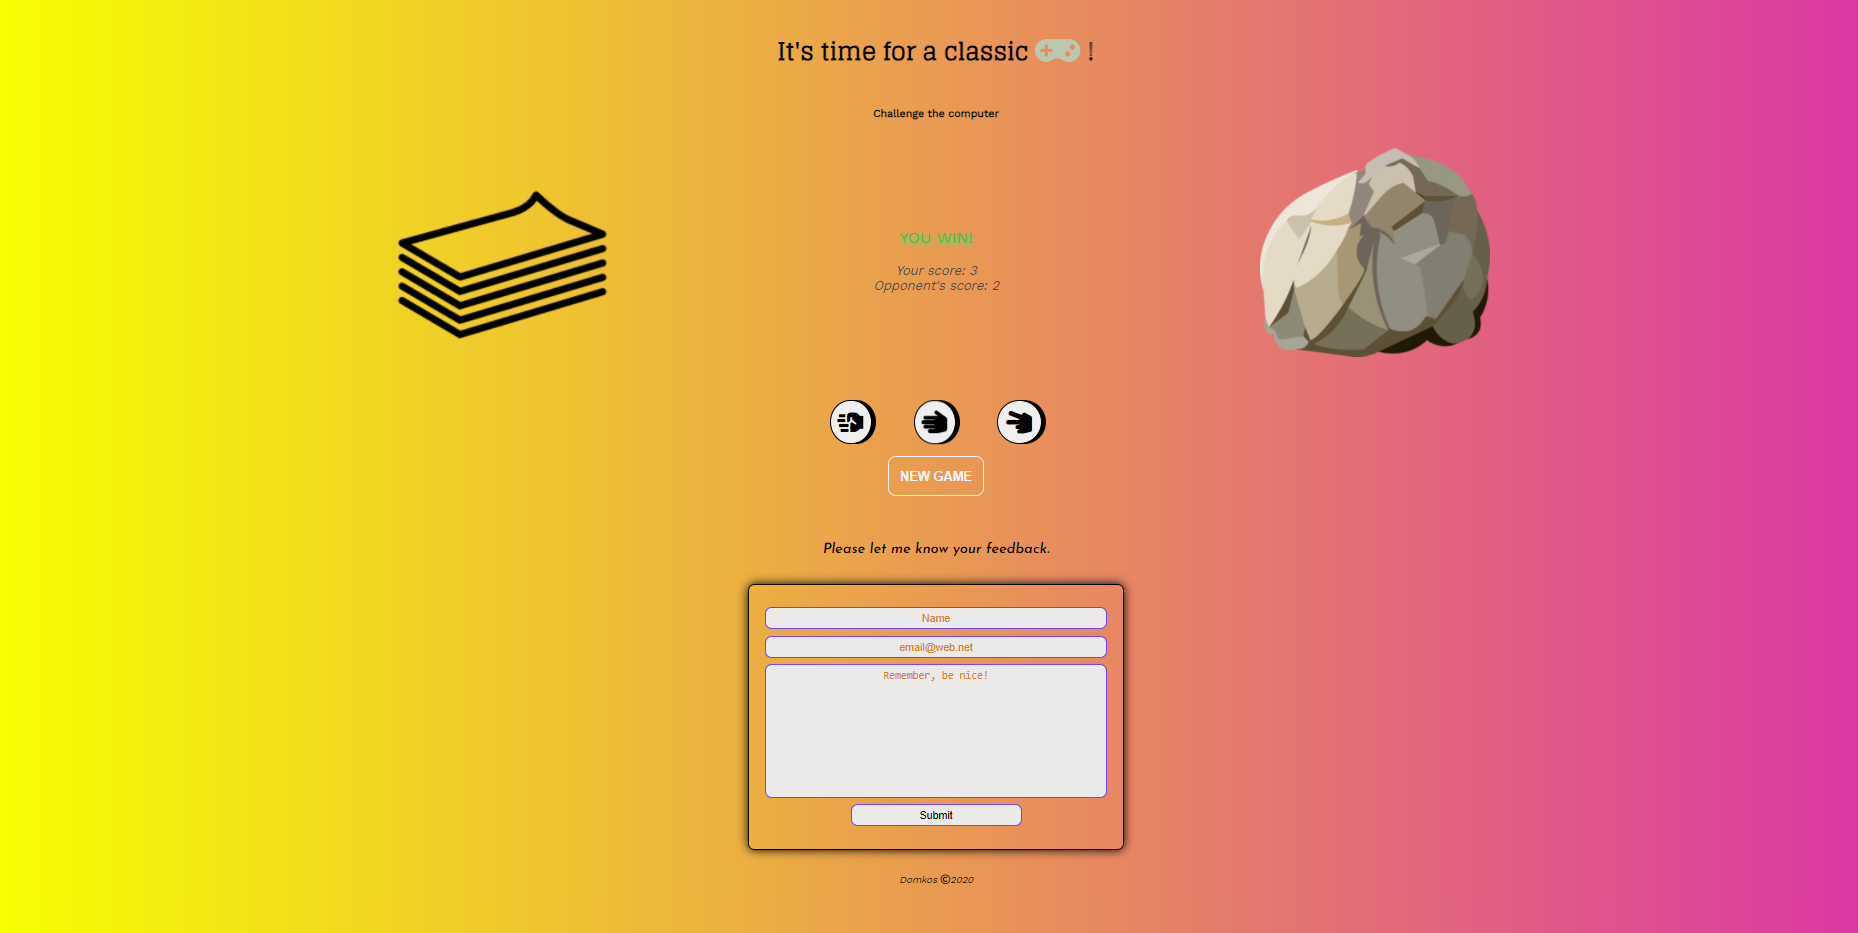 It's time for a classic !
Challenge the computer
YOU WIN!
Your score: 3
Opponent's score: 2
NEW GAME
Please let me know your feedback.
Name
email@web.net
Remember, be nice!
Submit
Domkos ©2020